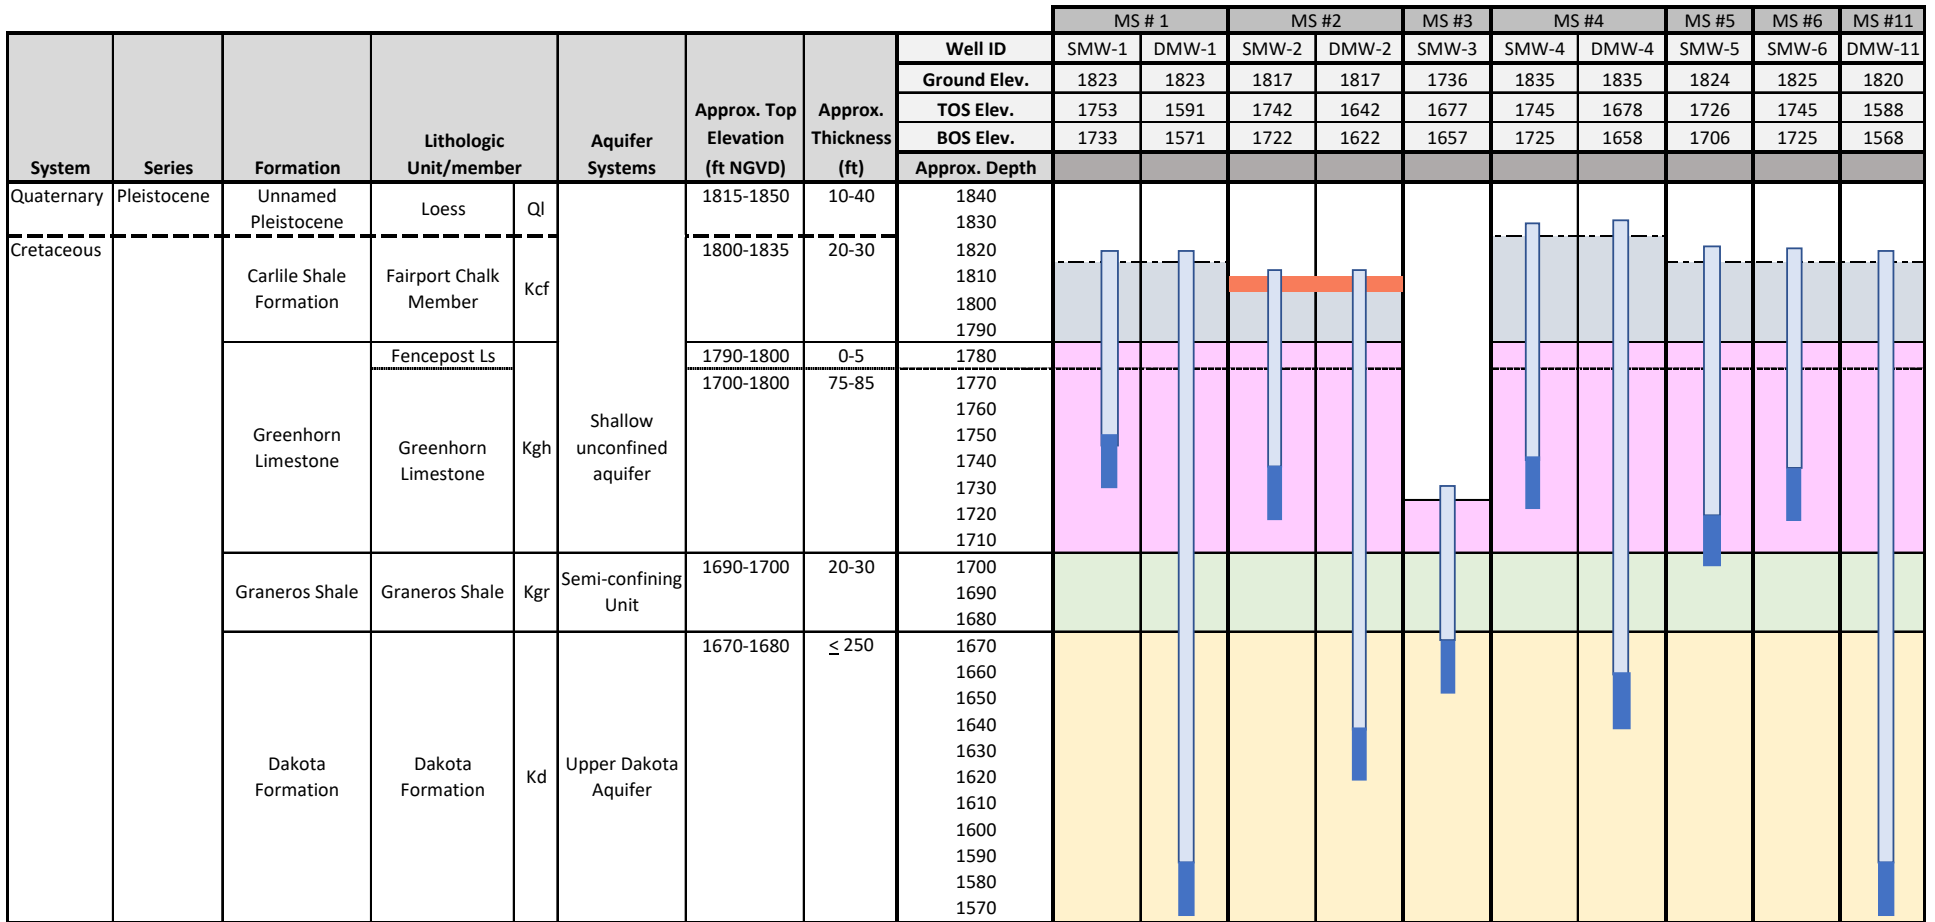 MS # 1 MS #2 MS #3 MS #4 MS #5 MS #6 MS #11
Well ID SMW-1 DMW-1 SMW-2 DMW-2 SMW-3 SMW-4 DMW-4 SMW-5 SMW-6 DMW-11
Ground Elev. 1823 1823 1817 1817 1736 1835 1835 1824 1825 1820
Approx. Top Approx. TOS Elev. 1753 1591 1742 1642 1677 1745 1678 1726 1745 1588
Lithologic Aquifer Elevation Thickness BOS Elev. 1733 1571 1722 1622 1657 1725 1658 1706 1725 1568
System Series Formation Unit/member Systems (ft NGVD) (ft) Approx. Depth
Quaternary Pleistocene Unnamed 1815-1850 10-40 1840
Loess Ql
Pleistocene 1830
Cretaceous 1800-1835 20-30 1820
Carlile Shale Fairport Chalk 1810
Kcf
Formation Member 1800
1790
Fencepost Ls 1790-1800 0-5 1780
1700-1800 75-85 1770
1760
Shallow
Greenhorn 1750
Limestone Greenhorn Kgh unconfined 1740
Limestone aquifer 1730
1720
1710
1690-1700 20-30 1700
Graneros Shale Graneros Shale Kgr Semi-confining 1690
Unit
1680
1670-1680 ≤ 250 1670
1660
1650
1640
1630
Dakota Dakota Kd Upper Dakota 1620
Formation Formation Aquifer
1610
1600
1590
1580
1570